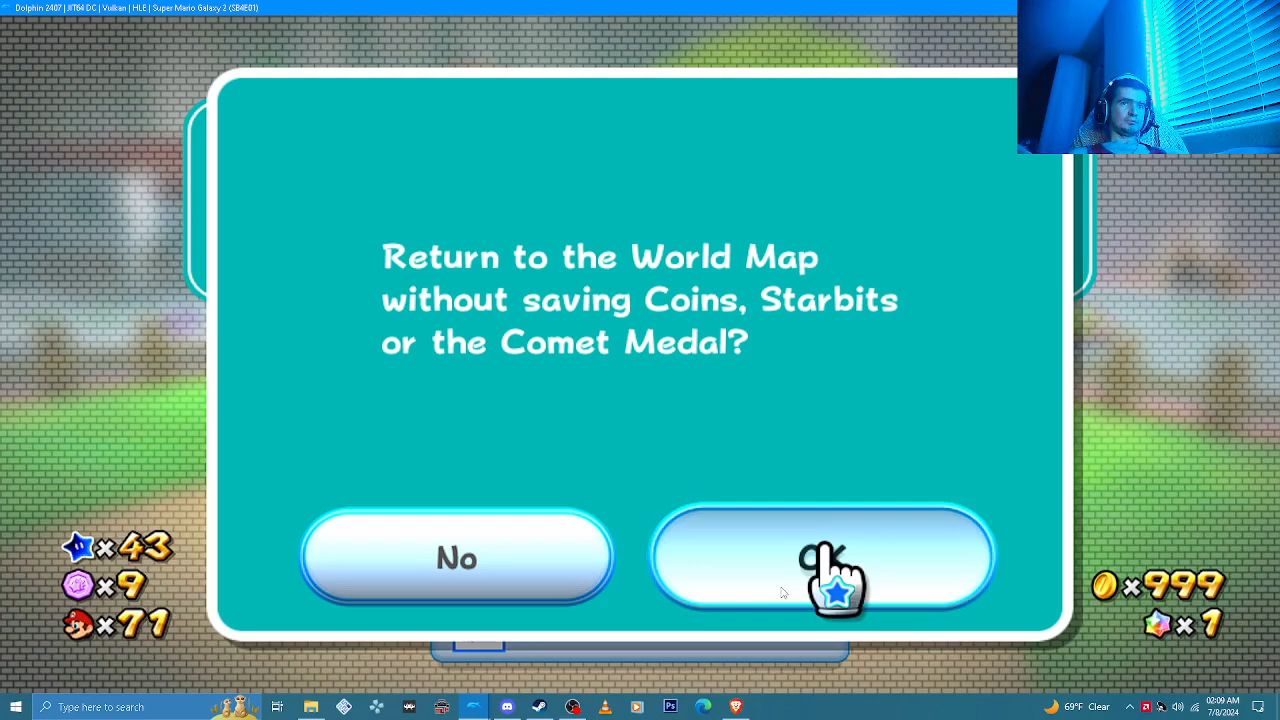 Dolphin 2407 | JIT64 DC | Vulkan | HLE | Super Mario Galaxy 2 (SB4E01)
Return to the World Map
without saving Coins, Starbits
or the Comet Medal?
No
OK
×43
×9
×71
×999
×1
Type here to search
69°F Clear
02:09 AM
7/8/2024